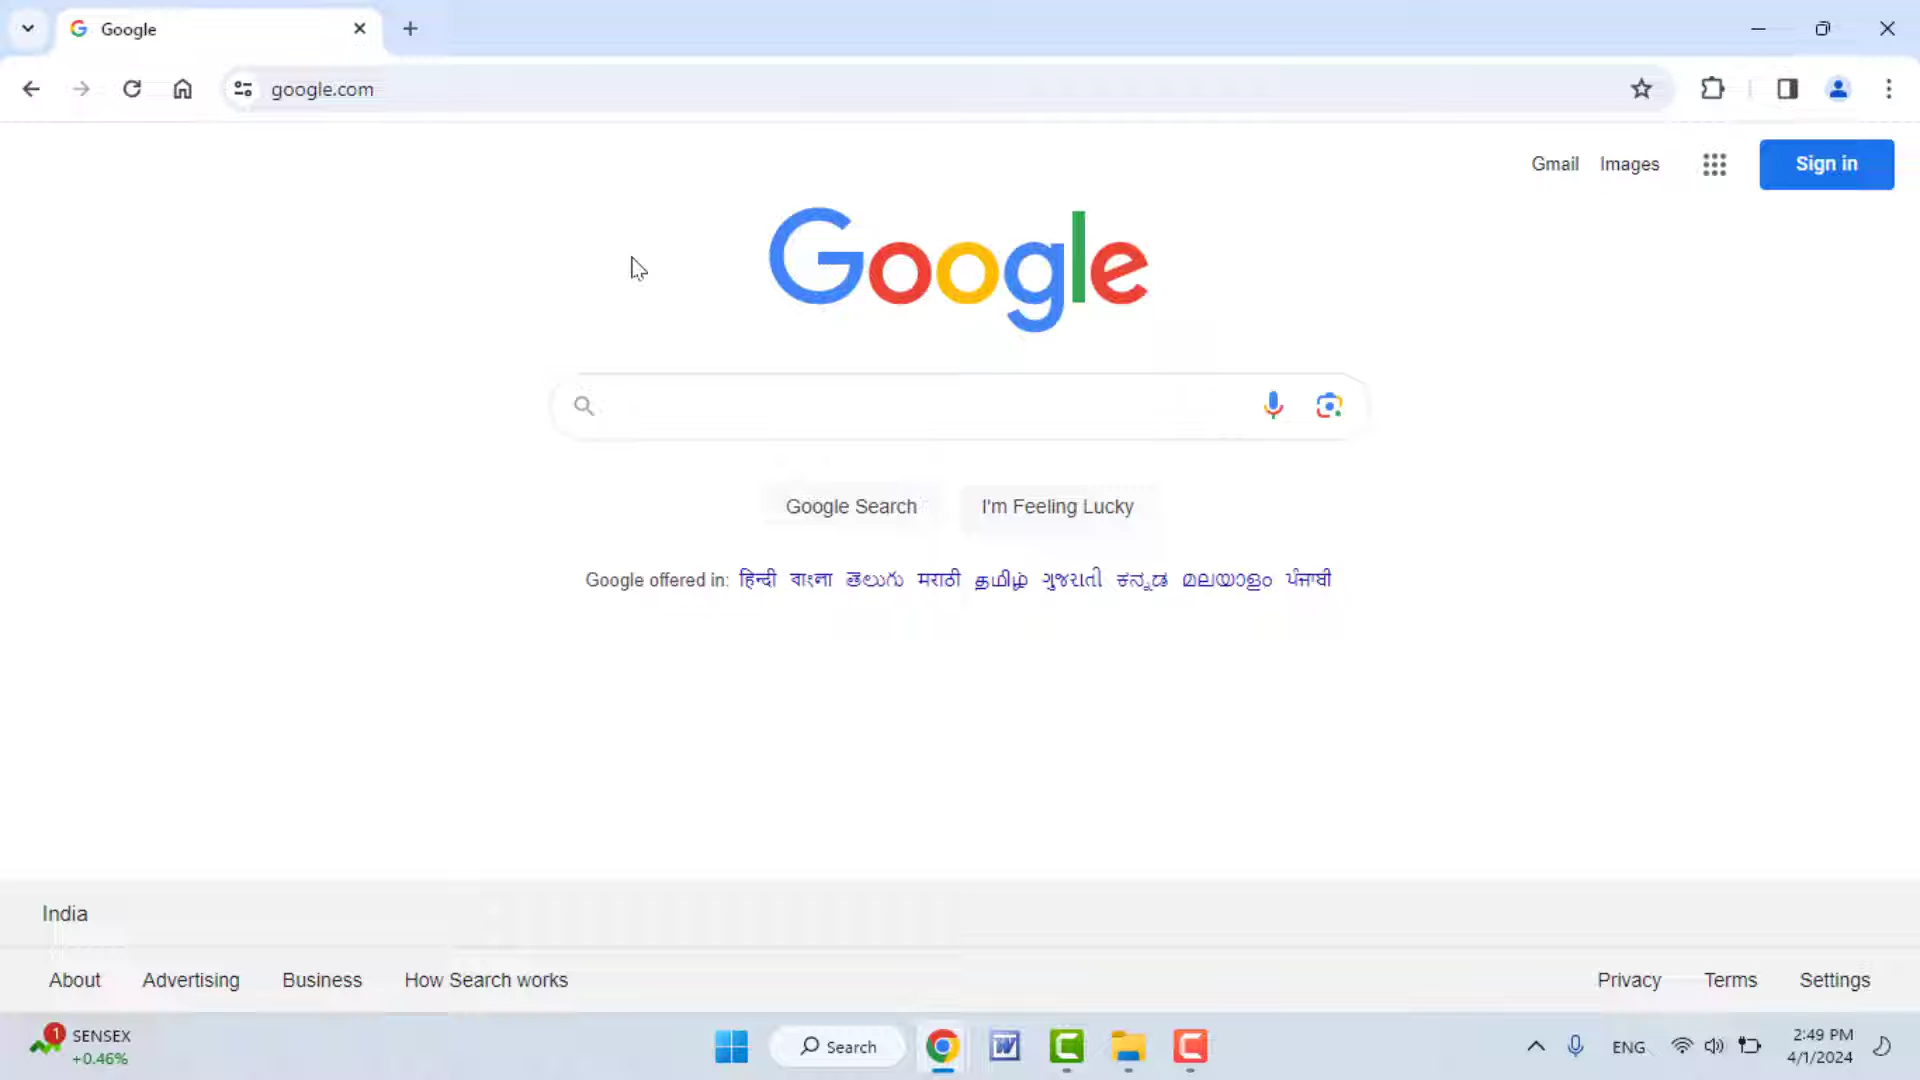 Google
google.com
Gmail Images Sign in
Google
Google Search I'm Feeling Lucky
Google offered in: हिन्दी বাংলা తెలుగు मराठी தமிழ் ગુજરાતી ಕನ್ನಡ മലയാളം ਪੰਜਾਬੀ
India
About Advertising Business How Search works Privacy Terms Settings
1 SENSEX
+0.46%
Search
ENG
2:49 PM
4/1/2024